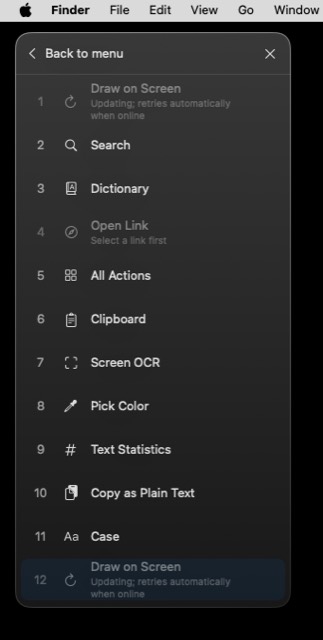 Finder File Edit View Go Window
Back to menu
1 Draw on Screen
Updating; retries automatically
when online
2 Search
3 Dictionary
4 Open Link
Select a link first
5 All Actions
6 Clipboard
7 Screen OCR
8 Pick Color
9 # Text Statistics
10 Copy as Plain Text
11 Aa Case
12 Draw on Screen
Updating; retries automatically
when online